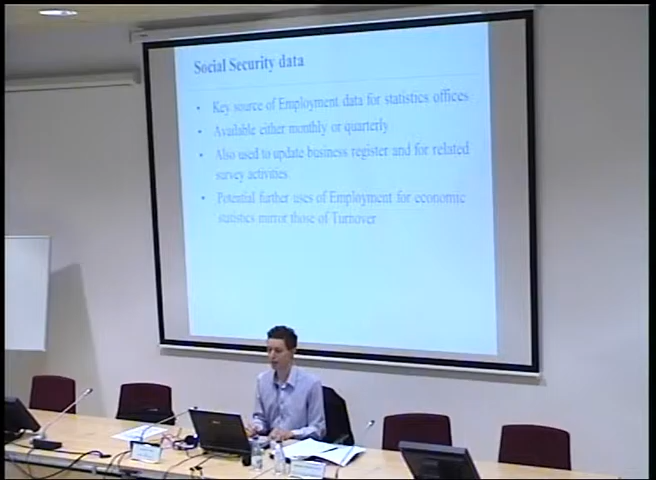 Social Security data
• Key source of Employment data for statistics offices
• Available either monthly or quarterly
• Also used to update business register and for related
survey activities
• Potential further uses of Employment for economic
statistics mirror those of Turnover